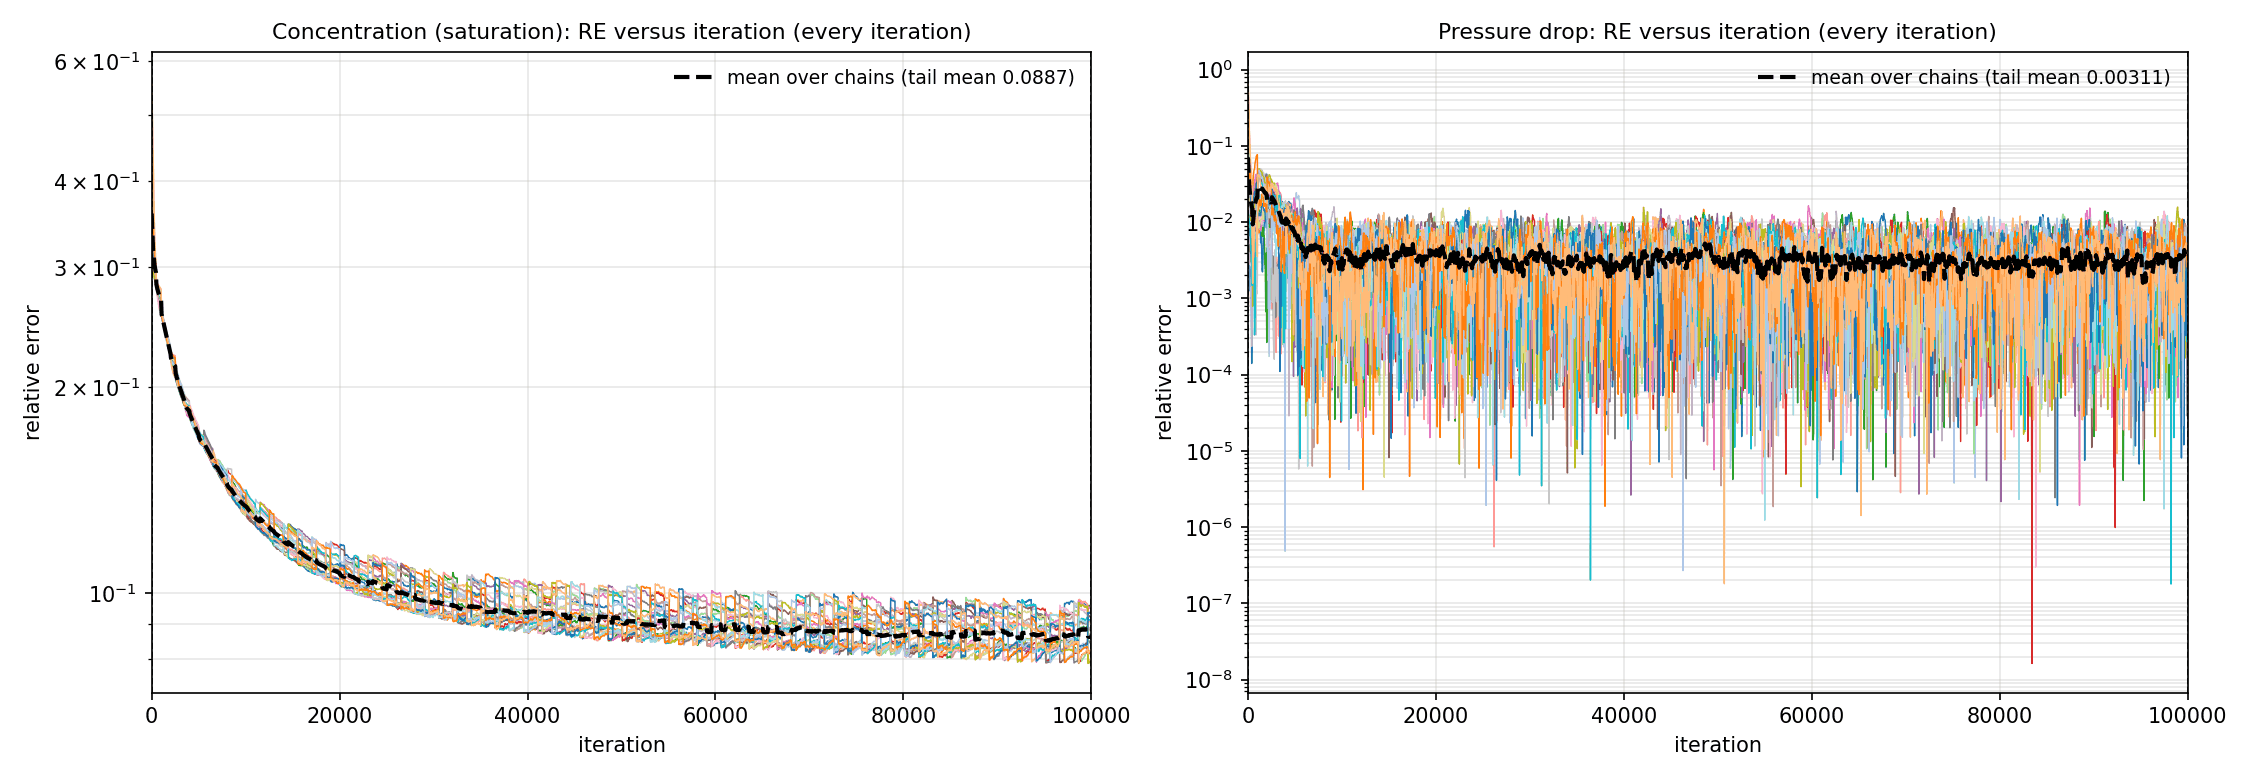 Concentration (saturation): RE versus iteration (every iteration)
mean over chains (tail mean 0.0887)
6 × 10⁻¹
4 × 10⁻¹
3 × 10⁻¹
2 × 10⁻¹
10⁻¹
relative error
0 20000 40000 60000 80000 100000
iteration
Pressure drop: RE versus iteration (every iteration)
mean over chains (tail mean 0.00311)
10⁰
10⁻¹
10⁻²
10⁻³
10⁻⁴
10⁻⁵
10⁻⁶
10⁻⁷
10⁻⁸
relative error
0 20000 40000 60000 80000 100000
iteration